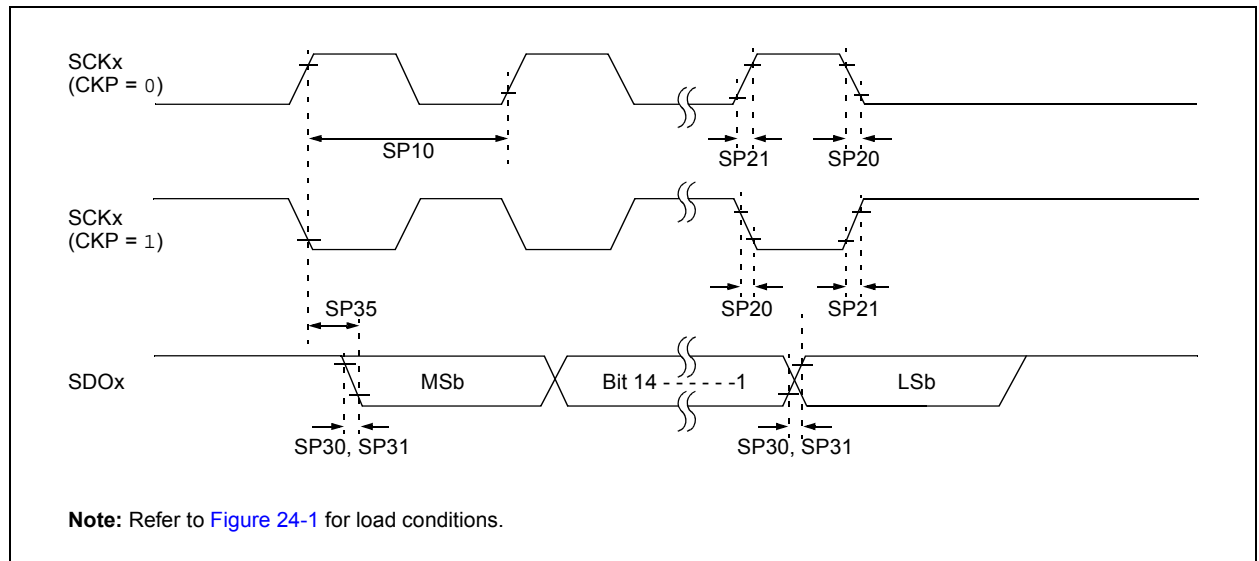 SCKx
(CKP = 0)
SP10
SP21
SP20
SCKx
(CKP = 1)
SP35
SP20
SP21
SDOx
MSb
Bit 14 - - - - - - -1
LSb
SP30, SP31
SP30, SP31
Note: Refer to Figure 24-1 for load conditions.